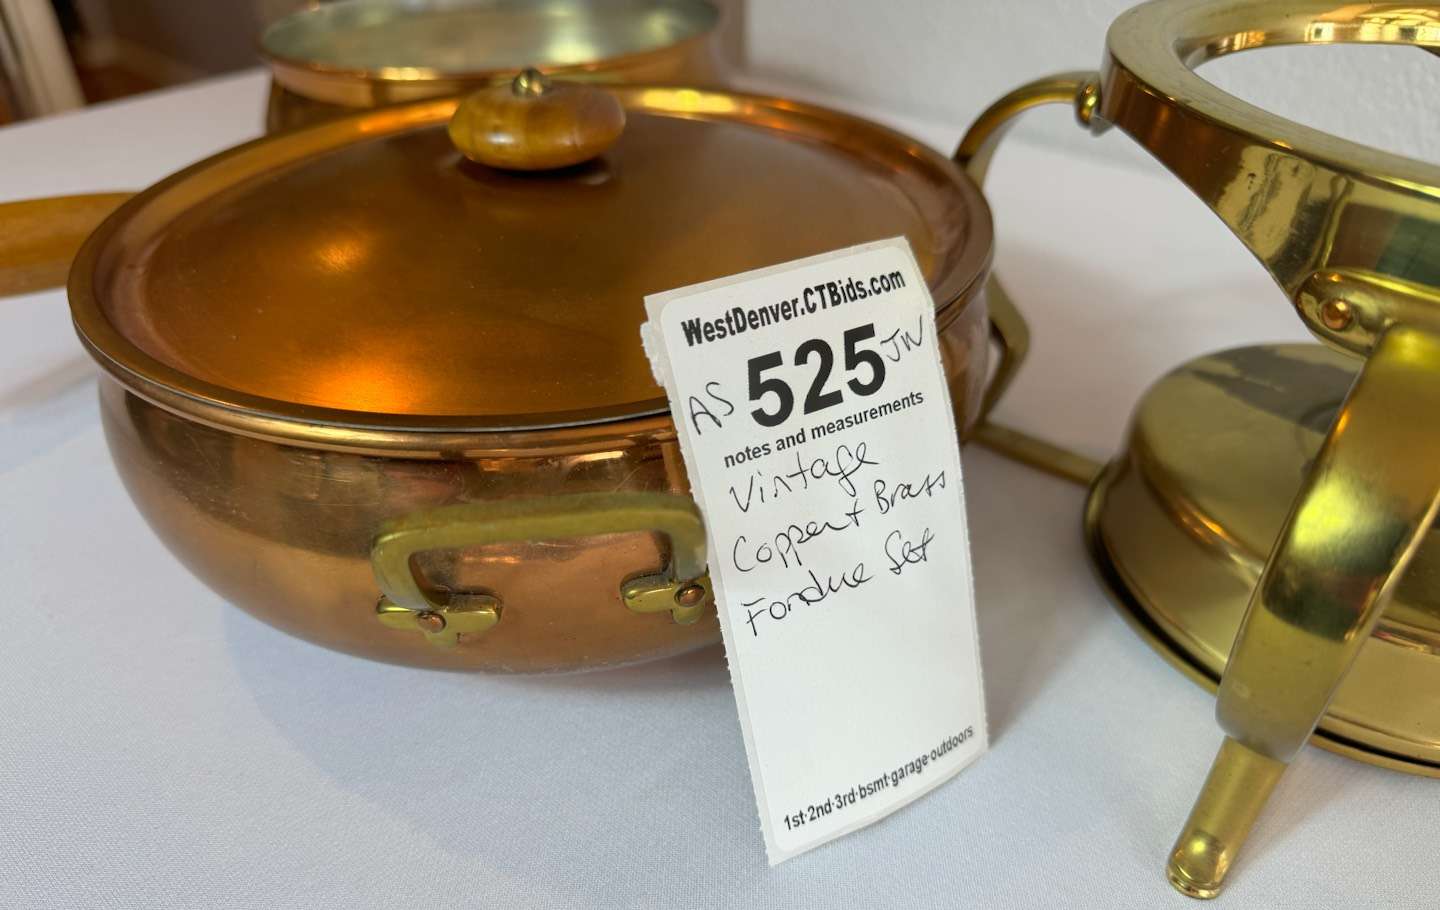 WestDenver.CTBids.com
AS 525 JW
notes and measurements
Vintage
Copper + Brass
Fondue Set
1st·2nd·3rd·bsmt·garage·outdoors